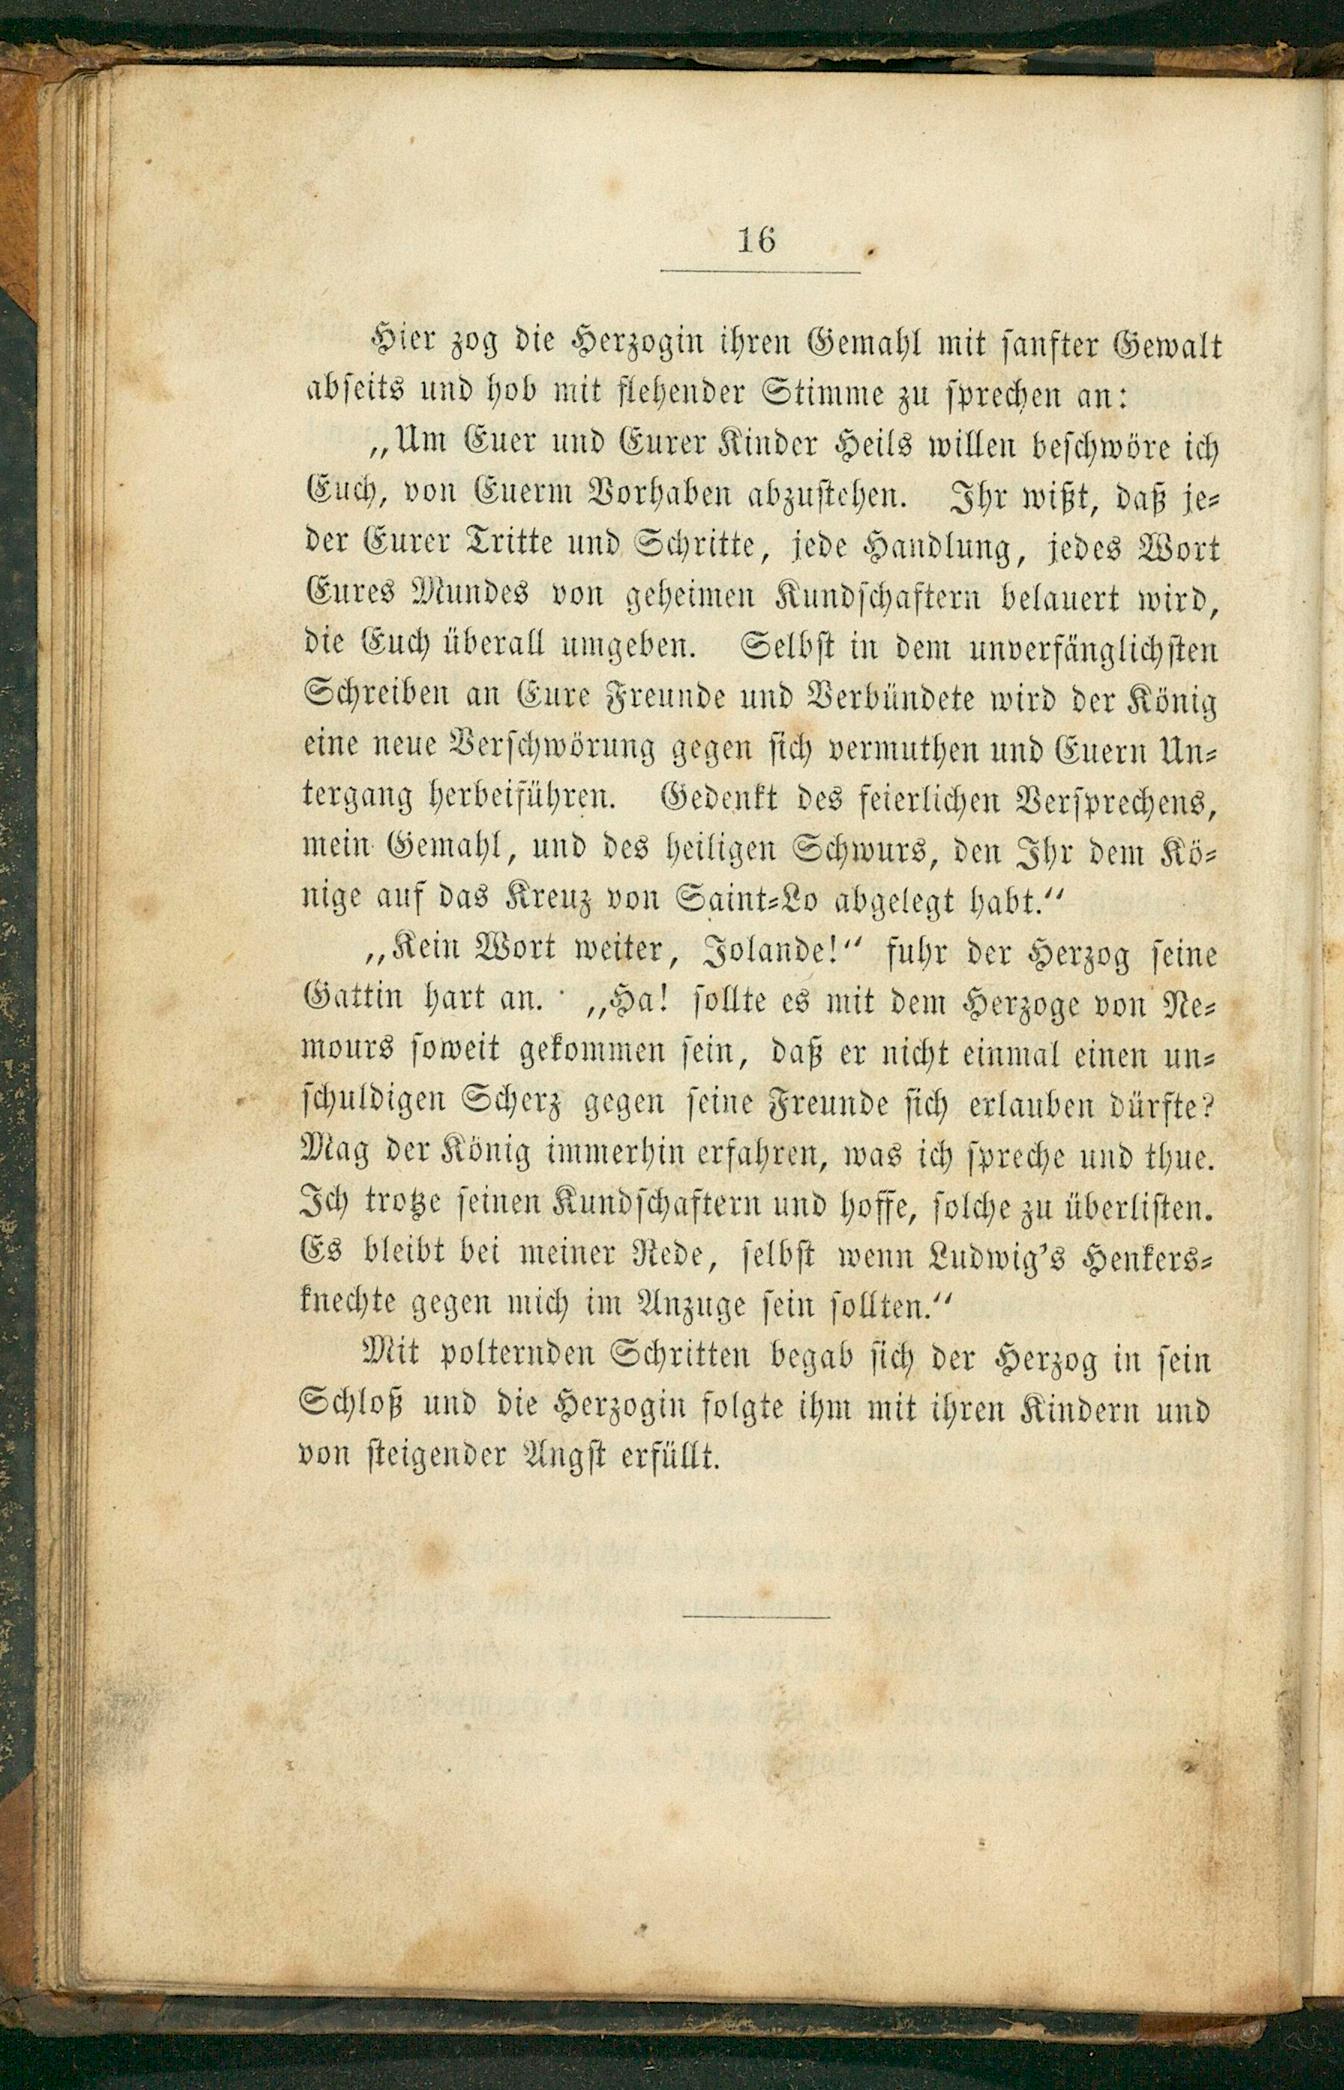 16
Hier zog die Herzogin ihren Gemahl mit sanfter Gewalt
abseits und hob mit flehender Stimme zu sprechen an:
„Um Euer und Eurer Kinder Heils willen beschwöre ich
Euch, von Euerm Vorhaben abzustehen. Ihr wißt, daß je-
der Eurer Tritte und Schritte, jede Handlung, jedes Wort
Eures Mundes von geheimen Kundschaftern belauert wird,
die Euch überall umgeben. Selbst in dem unverfänglichsten
Schreiben an Eure Freunde und Verbündete wird der König
eine neue Verschwörung gegen sich vermuthen und Euern Un-
tergang herbeiführen. Gedenkt des feierlichen Versprechens,
mein Gemahl, und des heiligen Schwurs, den Ihr dem Kö-
nige auf das Kreuz von Saint-Lo abgelegt habt.“
„Kein Wort weiter, Jolande!“ fuhr der Herzog seine
Gattin hart an. „Ha! sollte es mit dem Herzoge von Ne-
mours soweit gekommen sein, daß er nicht einmal einen un-
schuldigen Scherz gegen seine Freunde sich erlauben dürfte?
Mag der König immerhin erfahren, was ich spreche und thue.
Ich trotze seinen Kundschaftern und hoffe, solche zu überlisten.
Es bleibt bei meiner Rede, selbst wenn Ludwig's Henkers-
knechte gegen mich im Anzuge sein sollten.“
Mit polternden Schritten begab sich der Herzog in sein
Schloß und die Herzogin folgte ihm mit ihren Kindern und
von steigender Angst erfüllt.